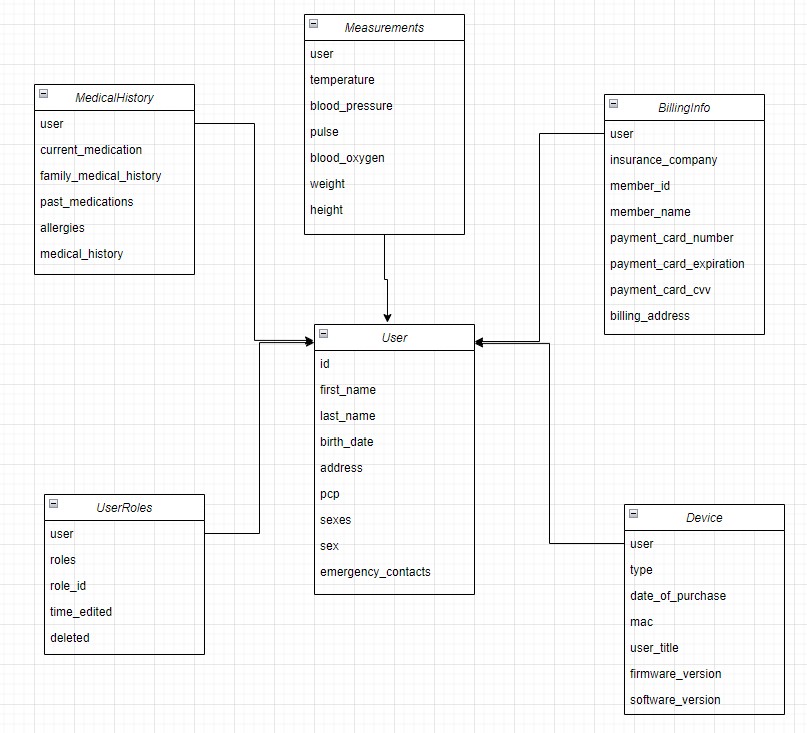 Measurements
user
temperature
blood_pressure
pulse
blood_oxygen
weight
height
MedicalHistory
user
current_medication
family_medical_history
past_medications
allergies
medical_history
BillingInfo
user
insurance_company
member_id
member_name
payment_card_number
payment_card_expiration
payment_card_cvv
billing_address
User
id
first_name
last_name
birth_date
address
pcp
sexes
sex
emergency_contacts
UserRoles
user
roles
role_id
time_edited
deleted
Device
user
type
date_of_purchase
mac
user_title
firmware_version
software_version